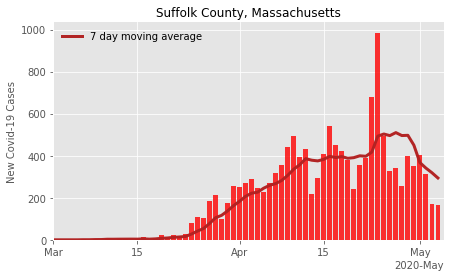 Suffolk County, Massachusetts
7 day moving average
New Covid-19 Cases
1000
800
600
400
200
0
Mar
15
Apr
15
May
2020-May